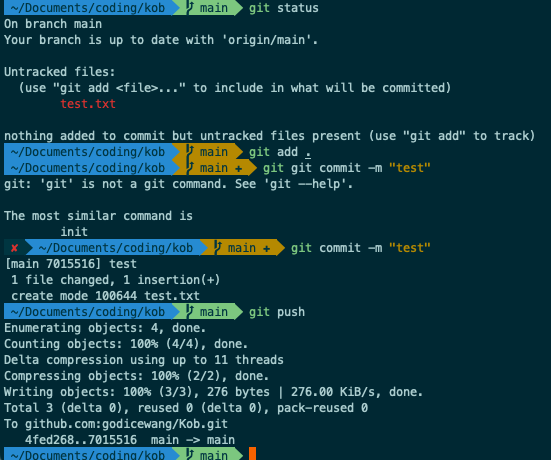 ~/Documents/coding/kob main git status
On branch main
Your branch is up to date with 'origin/main'.
Untracked files:
(use "git add <file>..." to include in what will be committed)
test.txt
nothing added to commit but untracked files present (use "git add" to track)
~/Documents/coding/kob main git add .
~/Documents/coding/kob main + git git commit -m "test"
git: 'git' is not a git command. See 'git --help'.
The most similar command is
init
✘ ~/Documents/coding/kob main + git commit -m "test"
[main 7015516] test
1 file changed, 1 insertion(+)
create mode 100644 test.txt
~/Documents/coding/kob main git push
Enumerating objects: 4, done.
Counting objects: 100% (4/4), done.
Delta compression using up to 11 threads
Compressing objects: 100% (2/2), done.
Writing objects: 100% (3/3), 276 bytes | 276.00 KiB/s, done.
Total 3 (delta 0), reused 0 (delta 0), pack-reused 0
To github.com:godicewang/Kob.git
4fed268..7015516 main -> main
~/Documents/coding/kob main